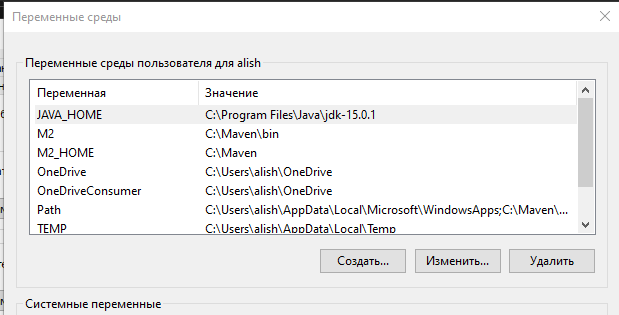 Переменные среды
Переменные среды пользователя для alish
Переменная Значение
JAVA_HOME C:\Program Files\Java\jdk-15.0.1
M2 C:\Maven\bin
M2_HOME C:\Maven
OneDrive C:\Users\alish\OneDrive
OneDriveConsumer C:\Users\alish\OneDrive
Path C:\Users\alish\AppData\Local\Microsoft\WindowsApps;C:\Maven\...
TEMP C:\Users\alish\AppData\Local\Temp
Создать... Изменить... Удалить
Системные переменные